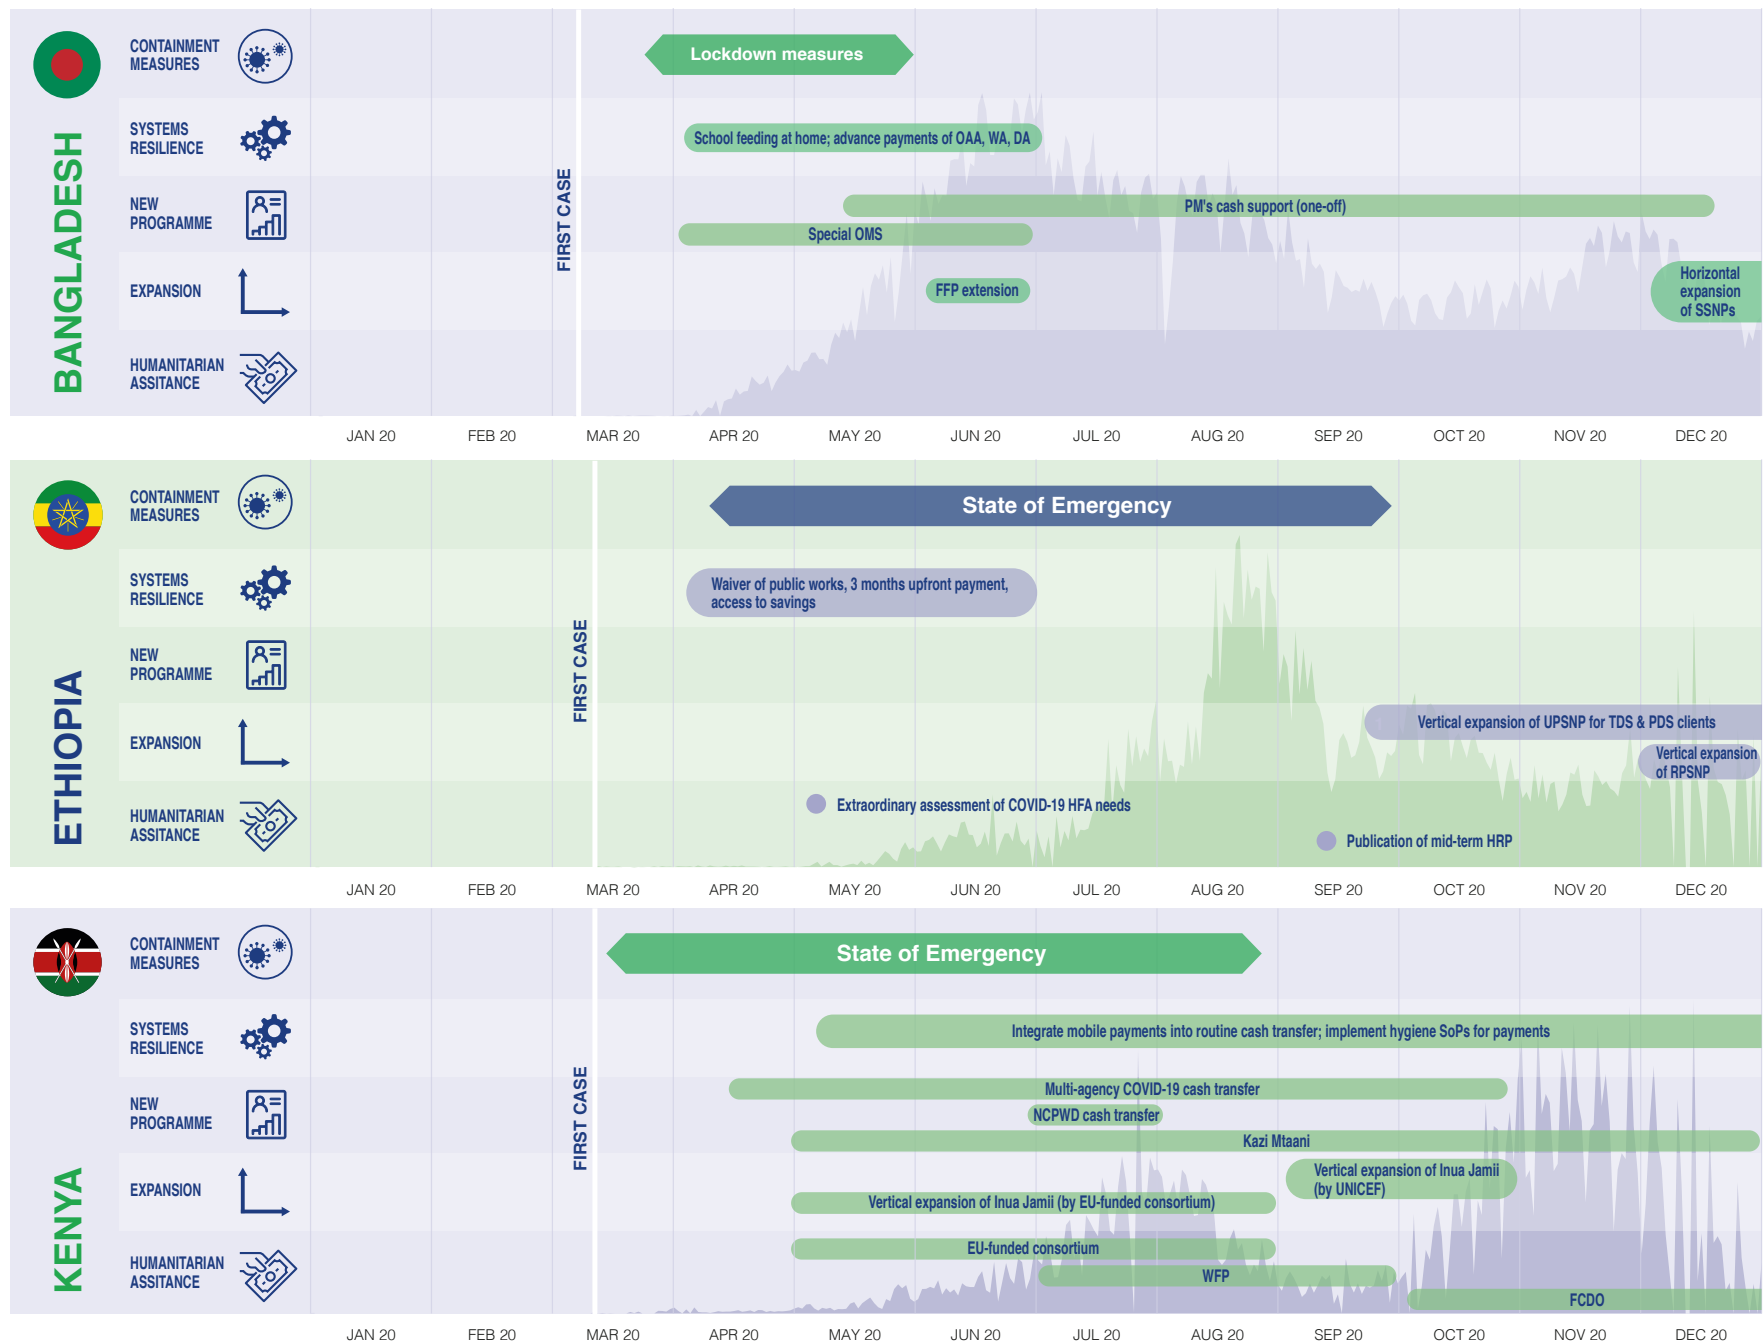 BANGLADESH
CONTAINMENT
MEASURES
Lockdown measures
SYSTEMS
RESILIENCE
School feeding at home; advance payments of OAA, WA, DA
NEW
PROGRAMME
PM's cash support (one-off)
Special OMS
FIRST CASE
EXPANSION
FFP extension
Horizontal
expansion
of SSNPs
HUMANITARIAN
ASSITANCE
JAN 20 FEB 20 MAR 20 APR 20 MAY 20 JUN 20 JUL 20 AUG 20 SEP 20 OCT 20 NOV 20 DEC 20
ETHIOPIA
CONTAINMENT
MEASURES
State of Emergency
SYSTEMS
RESILIENCE
Waiver of public works, 3 months upfront payment,
access to savings
NEW
PROGRAMME
FIRST CASE
EXPANSION
Vertical expansion of UPSNP for TDS & PDS clients
Vertical expansion
of RPSNP
HUMANITARIAN
ASSITANCE
Extraordinary assessment of COVID-19 HFA needs
Publication of mid-term HRP
JAN 20 FEB 20 MAR 20 APR 20 MAY 20 JUN 20 JUL 20 AUG 20 SEP 20 OCT 20 NOV 20 DEC 20
KENYA
CONTAINMENT
MEASURES
State of Emergency
SYSTEMS
RESILIENCE
Integrate mobile payments into routine cash transfer; implement hygiene SoPs for payments
NEW
PROGRAMME
Multi-agency COVID-19 cash transfer
NCPWD cash transfer
Kazi Mtaani
FIRST CASE
EXPANSION
Vertical expansion of Inua Jamii
(by UNICEF)
Vertical expansion of Inua Jamii (by EU-funded consortium)
HUMANITARIAN
ASSITANCE
EU-funded consortium
WFP
FCDO
JAN 20 FEB 20 MAR 20 APR 20 MAY 20 JUN 20 JUL 20 AUG 20 SEP 20 OCT 20 NOV 20 DEC 20